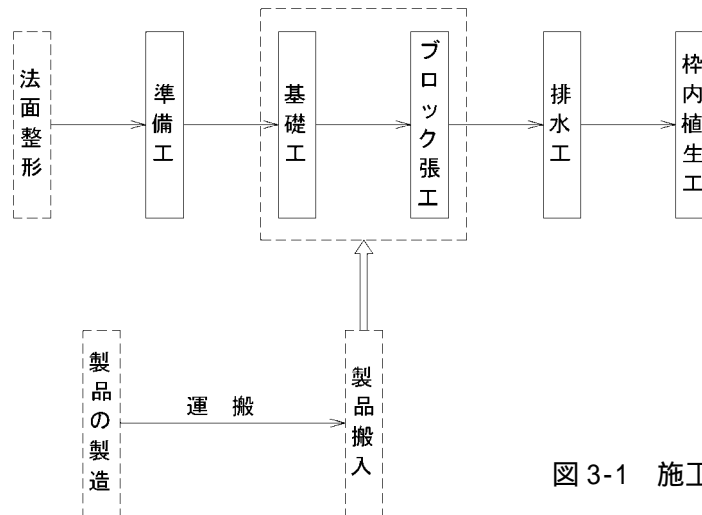 法面整形
準備工
基礎工
ブロック張工
排水工
枠内植生工
製品の製造
運 搬
製品搬入
図 3-1 施工